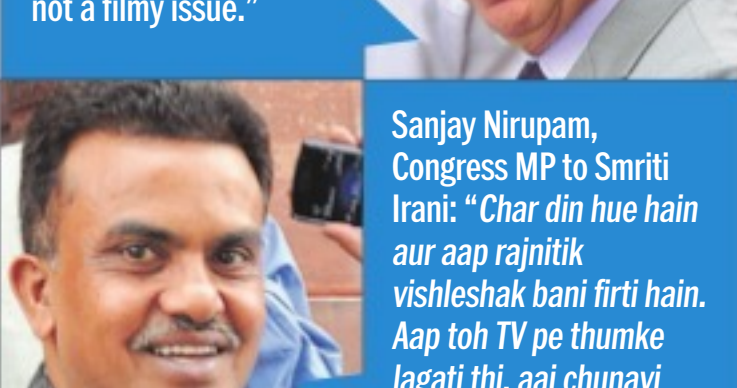 not a filmy issue."
Sanjay Nirupam,
Congress MP to Smriti
Irani: "Char din hue hain
aur aap rajnitik
vishleshak bani firti hain.
Aap toh TV pe thumke
lagati thi, aaj chunavi